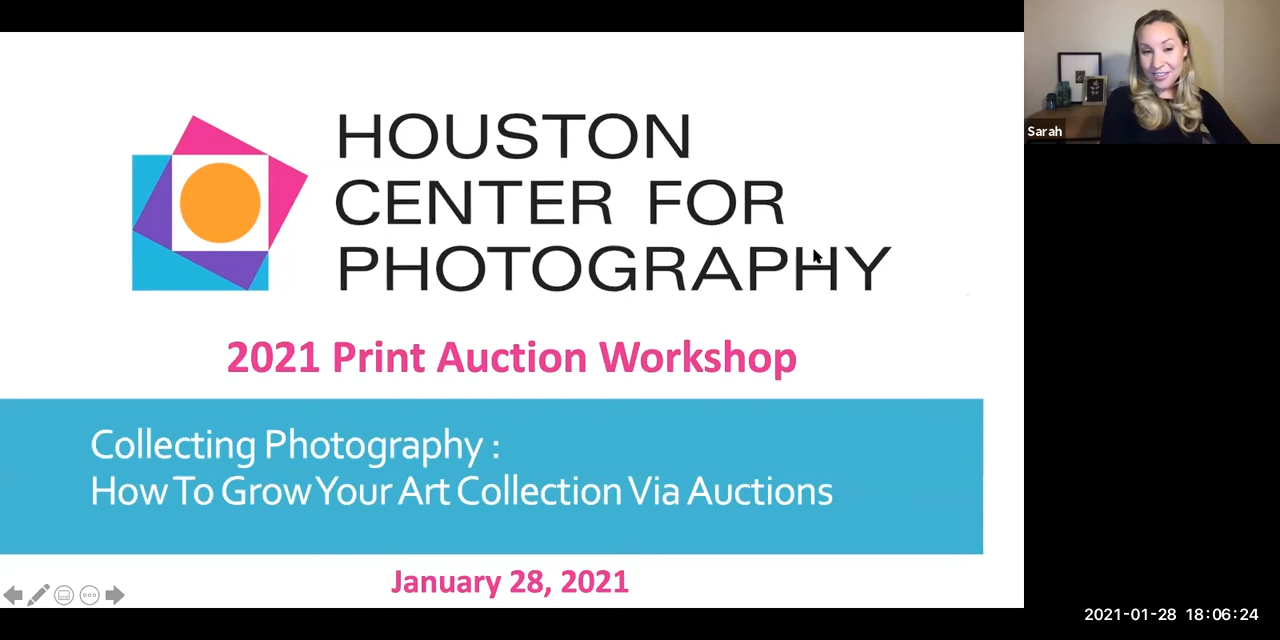 HOUSTON
CENTER FOR
PHOTOGRAPHY
2021 Print Auction Workshop
Collecting Photography :
How To Grow Your Art Collection Via Auctions
January 28, 2021
Sarah
2021-01-28 18:06:24